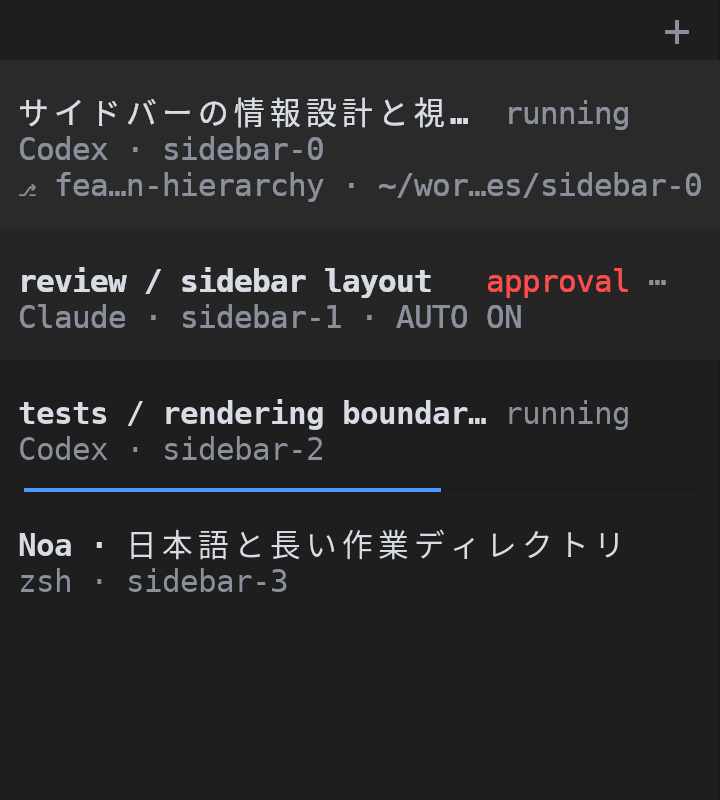 +
サイドバーの情報設計と視… running
Codex · sidebar-0
⎇ fea…n-hierarchy · ~/wor…es/sidebar-0
review / sidebar layout approval …
Claude · sidebar-1 · AUTO ON
tests / rendering boundar… running
Codex · sidebar-2
Noa · 日本語と長い作業ディレクトリ
zsh · sidebar-3